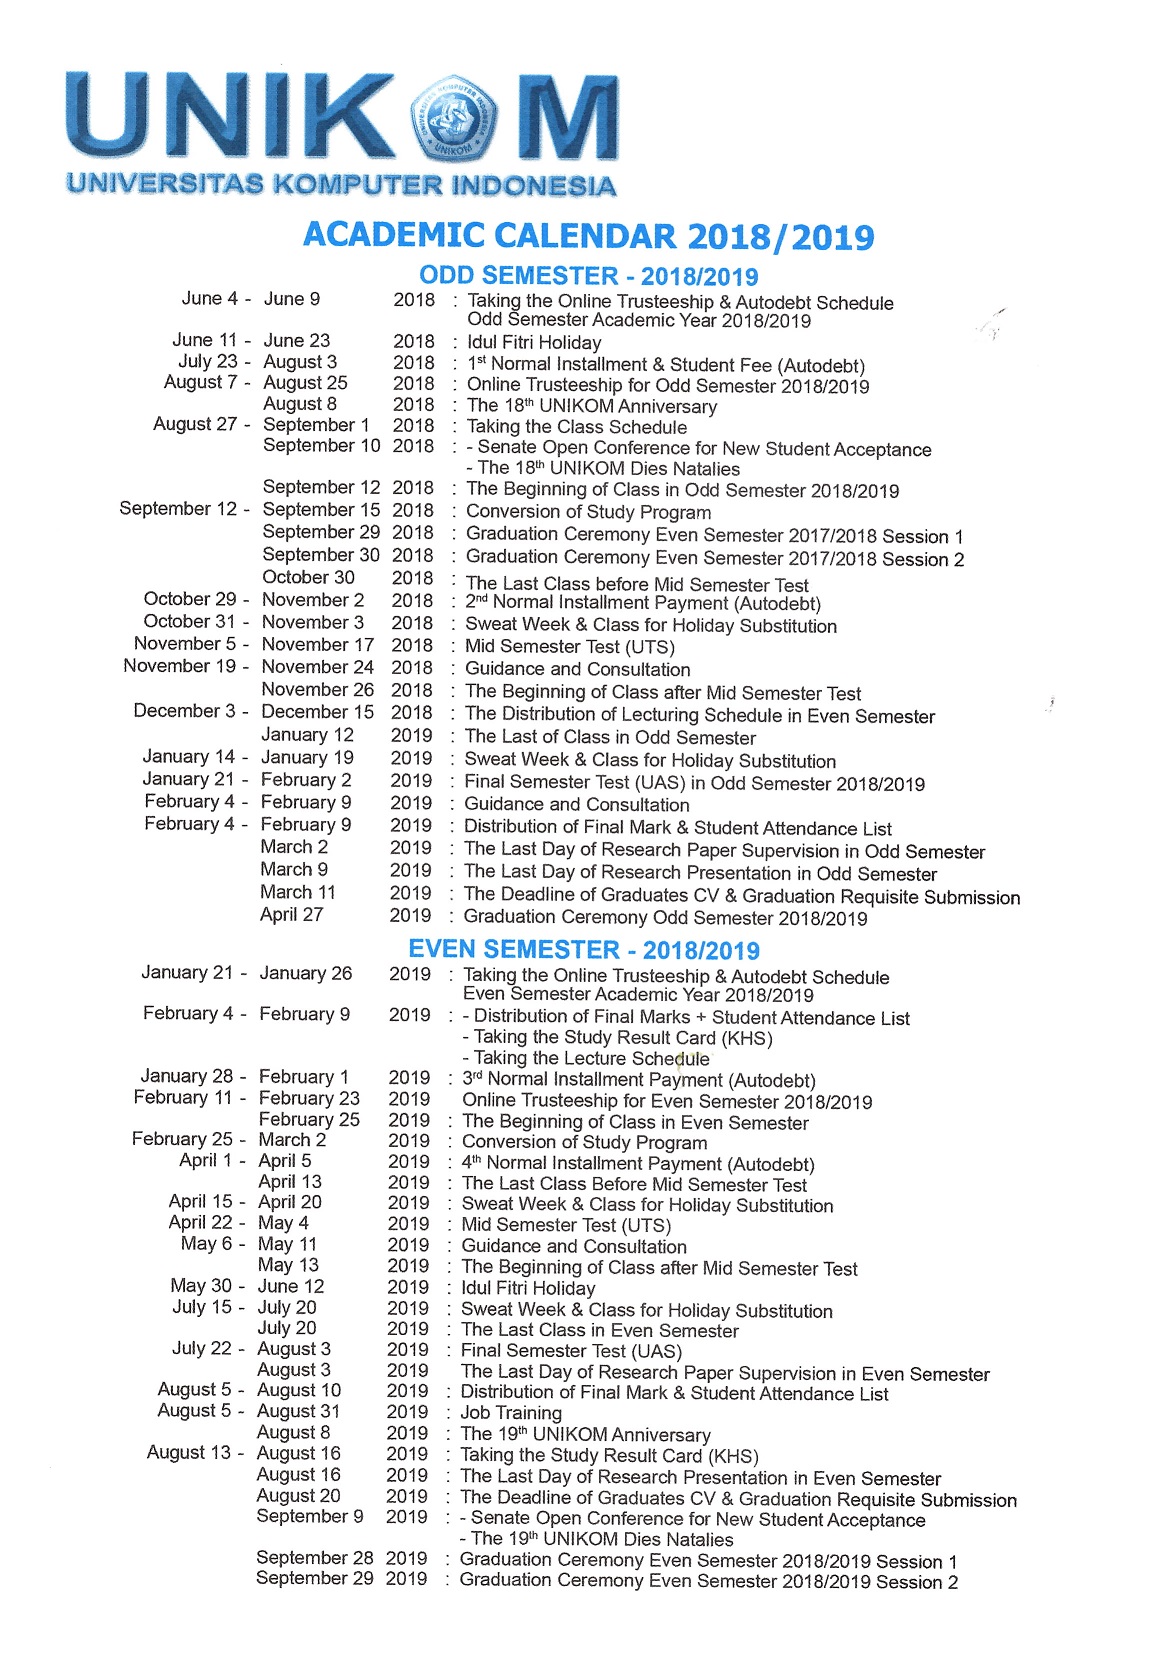 UNIKOM
UNIVERSITAS KOMPUTER INDONESIA
ACADEMIC CALENDAR 2018/2019
ODD SEMESTER - 2018/2019
June 4 - June 9 2018 : Taking the Online Trusteeship & Autodebt Schedule
Odd Semester Academic Year 2018/2019
June 11 - June 23 2018 : Idul Fitri Holiday
July 23 - August 3 2018 : 1st Normal Installment & Student Fee (Autodebt)
August 7 - August 25 2018 : Online Trusteeship for Odd Semester 2018/2019
August 8 2018 : The 18th UNIKOM Anniversary
August 27 - September 1 2018 : Taking the Class Schedule
September 10 2018 : - Senate Open Conference for New Student Acceptance
- The 18th UNIKOM Dies Natalies
September 12 2018 : The Beginning of Class in Odd Semester 2018/2019
September 12 - September 15 2018 : Conversion of Study Program
September 29 2018 : Graduation Ceremony Even Semester 2017/2018 Session 1
September 30 2018 : Graduation Ceremony Even Semester 2017/2018 Session 2
October 30 2018 : The Last Class before Mid Semester Test
October 29 - November 2 2018 : 2nd Normal Installment Payment (Autodebt)
October 31 - November 3 2018 : Sweat Week & Class for Holiday Substitution
November 5 - November 17 2018 : Mid Semester Test (UTS)
November 19 - November 24 2018 : Guidance and Consultation
November 26 2018 : The Beginning of Class after Mid Semester Test
December 3 - December 15 2018 : The Distribution of Lecturing Schedule in Even Semester
January 12 2019 : The Last of Class in Odd Semester
January 14 - January 19 2019 : Sweat Week & Class for Holiday Substitution
January 21 - February 2 2019 : Final Semester Test (UAS) in Odd Semester 2018/2019
February 4 - February 9 2019 : Guidance and Consultation
February 4 - February 9 2019 : Distribution of Final Mark & Student Attendance List
March 2 2019 : The Last Day of Research Paper Supervision in Odd Semester
March 9 2019 : The Last Day of Research Presentation in Odd Semester
March 11 2019 : The Deadline of Graduates CV & Graduation Requisite Submission
April 27 2019 : Graduation Ceremony Odd Semester 2018/2019
EVEN SEMESTER - 2018/2019
January 21 - January 26 2019 : Taking the Online Trusteeship & Autodebt Schedule
Even Semester Academic Year 2018/2019
February 4 - February 9 2019 : - Distribution of Final Marks + Student Attendance List
- Taking the Study Result Card (KHS)
- Taking the Lecture Schedule
January 28 - February 1 2019 : 3rd Normal Installment Payment (Autodebt)
February 11 - February 23 2019 Online Trusteeship for Even Semester 2018/2019
February 25 2019 : The Beginning of Class in Even Semester
February 25 - March 2 2019 : Conversion of Study Program
April 1 - April 5 2019 : 4th Normal Installment Payment (Autodebt)
April 13 2019 : The Last Class Before Mid Semester Test
April 15 - April 20 2019 : Sweat Week & Class for Holiday Substitution
April 22 - May 4 2019 : Mid Semester Test (UTS)
May 6 - May 11 2019 : Guidance and Consultation
May 13 2019 : The Beginning of Class after Mid Semester Test
May 30 - June 12 2019 : Idul Fitri Holiday
July 15 - July 20 2019 : Sweat Week & Class for Holiday Substitution
July 20 2019 : The Last Class in Even Semester
July 22 - August 3 2019 : Final Semester Test (UAS)
August 3 2019 The Last Day of Research Paper Supervision in Even Semester
August 5 - August 10 2019 : Distribution of Final Mark & Student Attendance List
August 5 - August 31 2019 : Job Training
August 8 2019 : The 19th UNIKOM Anniversary
August 13 - August 16 2019 : Taking the Study Result Card (KHS)
August 16 2019 : The Last Day of Research Presentation in Even Semester
August 20 2019 : The Deadline of Graduates CV & Graduation Requisite Submission
September 9 2019 : - Senate Open Conference for New Student Acceptance
- The 19th UNIKOM Dies Natalies
September 28 2019 : Graduation Ceremony Even Semester 2018/2019 Session 1
September 29 2019 : Graduation Ceremony Even Semester 2018/2019 Session 2